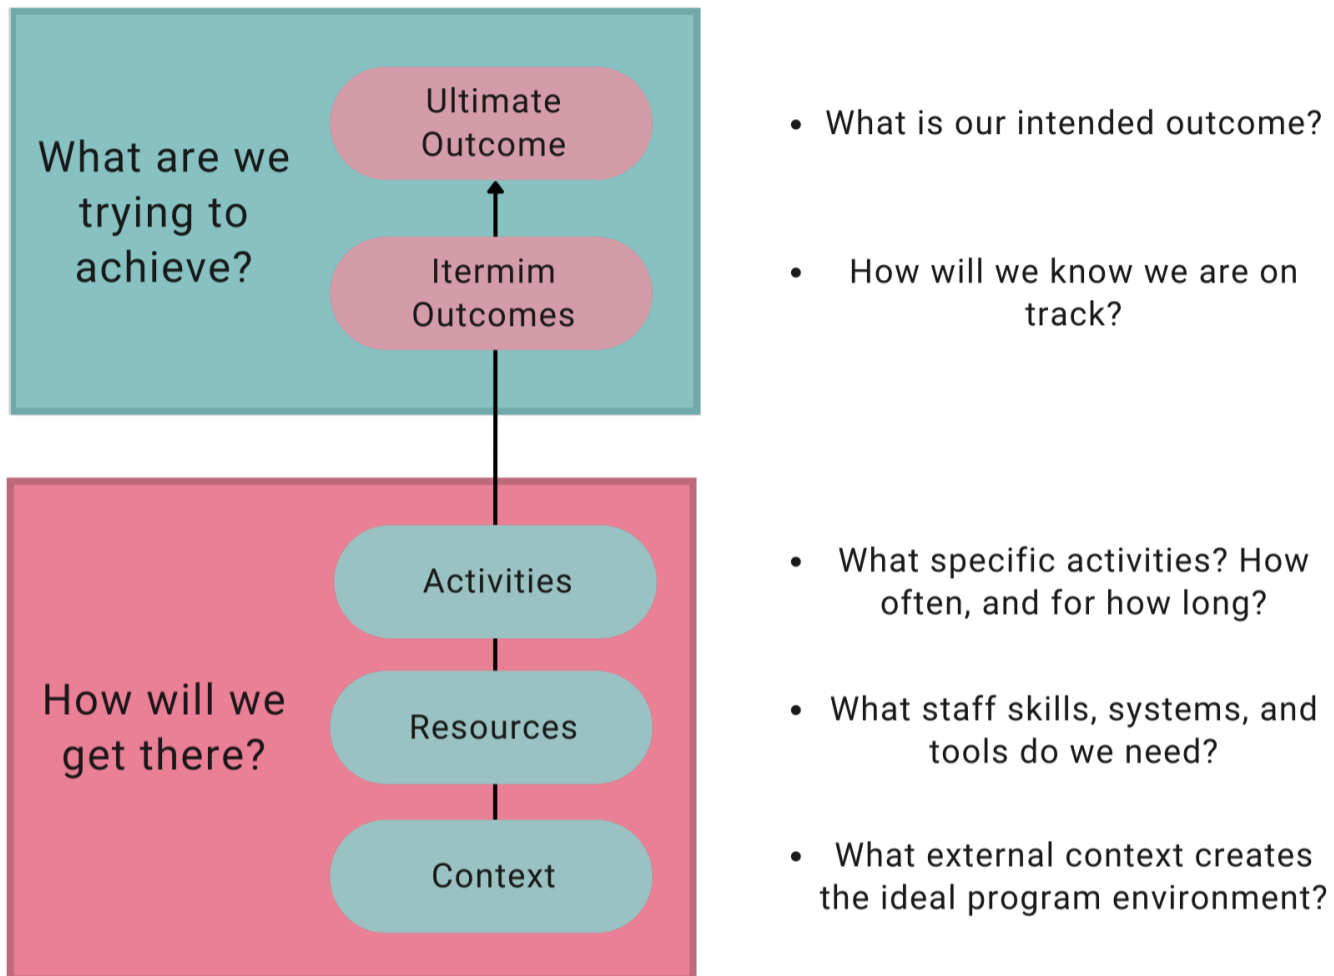 What are we
trying to
achieve?
Ultimate
Outcome
Itermim
Outcomes
• What is our intended outcome?
• How will we know we are on
track?
How will we
get there?
Activities
Resources
Context
• What specific activities? How
often, and for how long?
• What staff skills, systems, and
tools do we need?
• What external context creates
the ideal program environment?